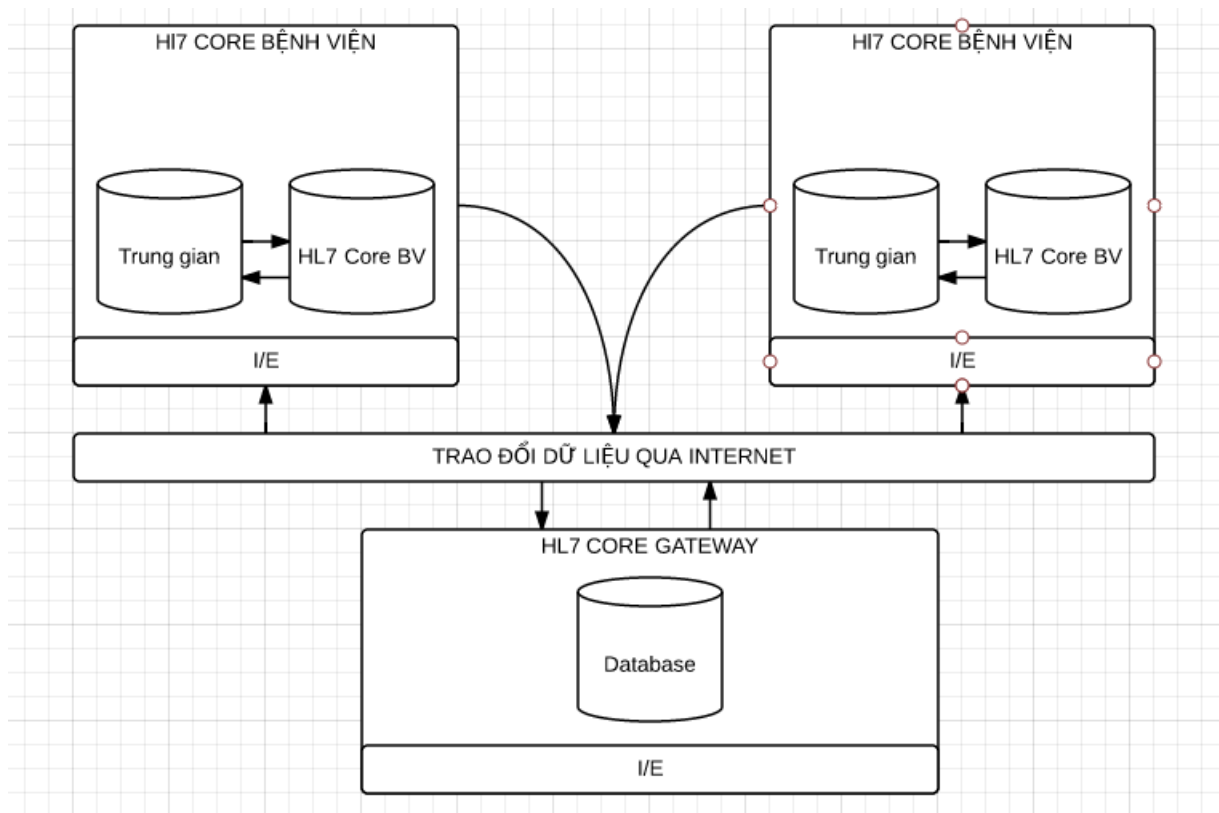 Hl7 CORE BỆNH VIỆN
Hl7 CORE BỆNH VIỆN
Trung gian
HL7 Core BV
Trung gian
HL7 Core BV
I/E
I/E
TRAO ĐỔI DỮ LIỆU QUA INTERNET
HL7 CORE GATEWAY
Database
I/E